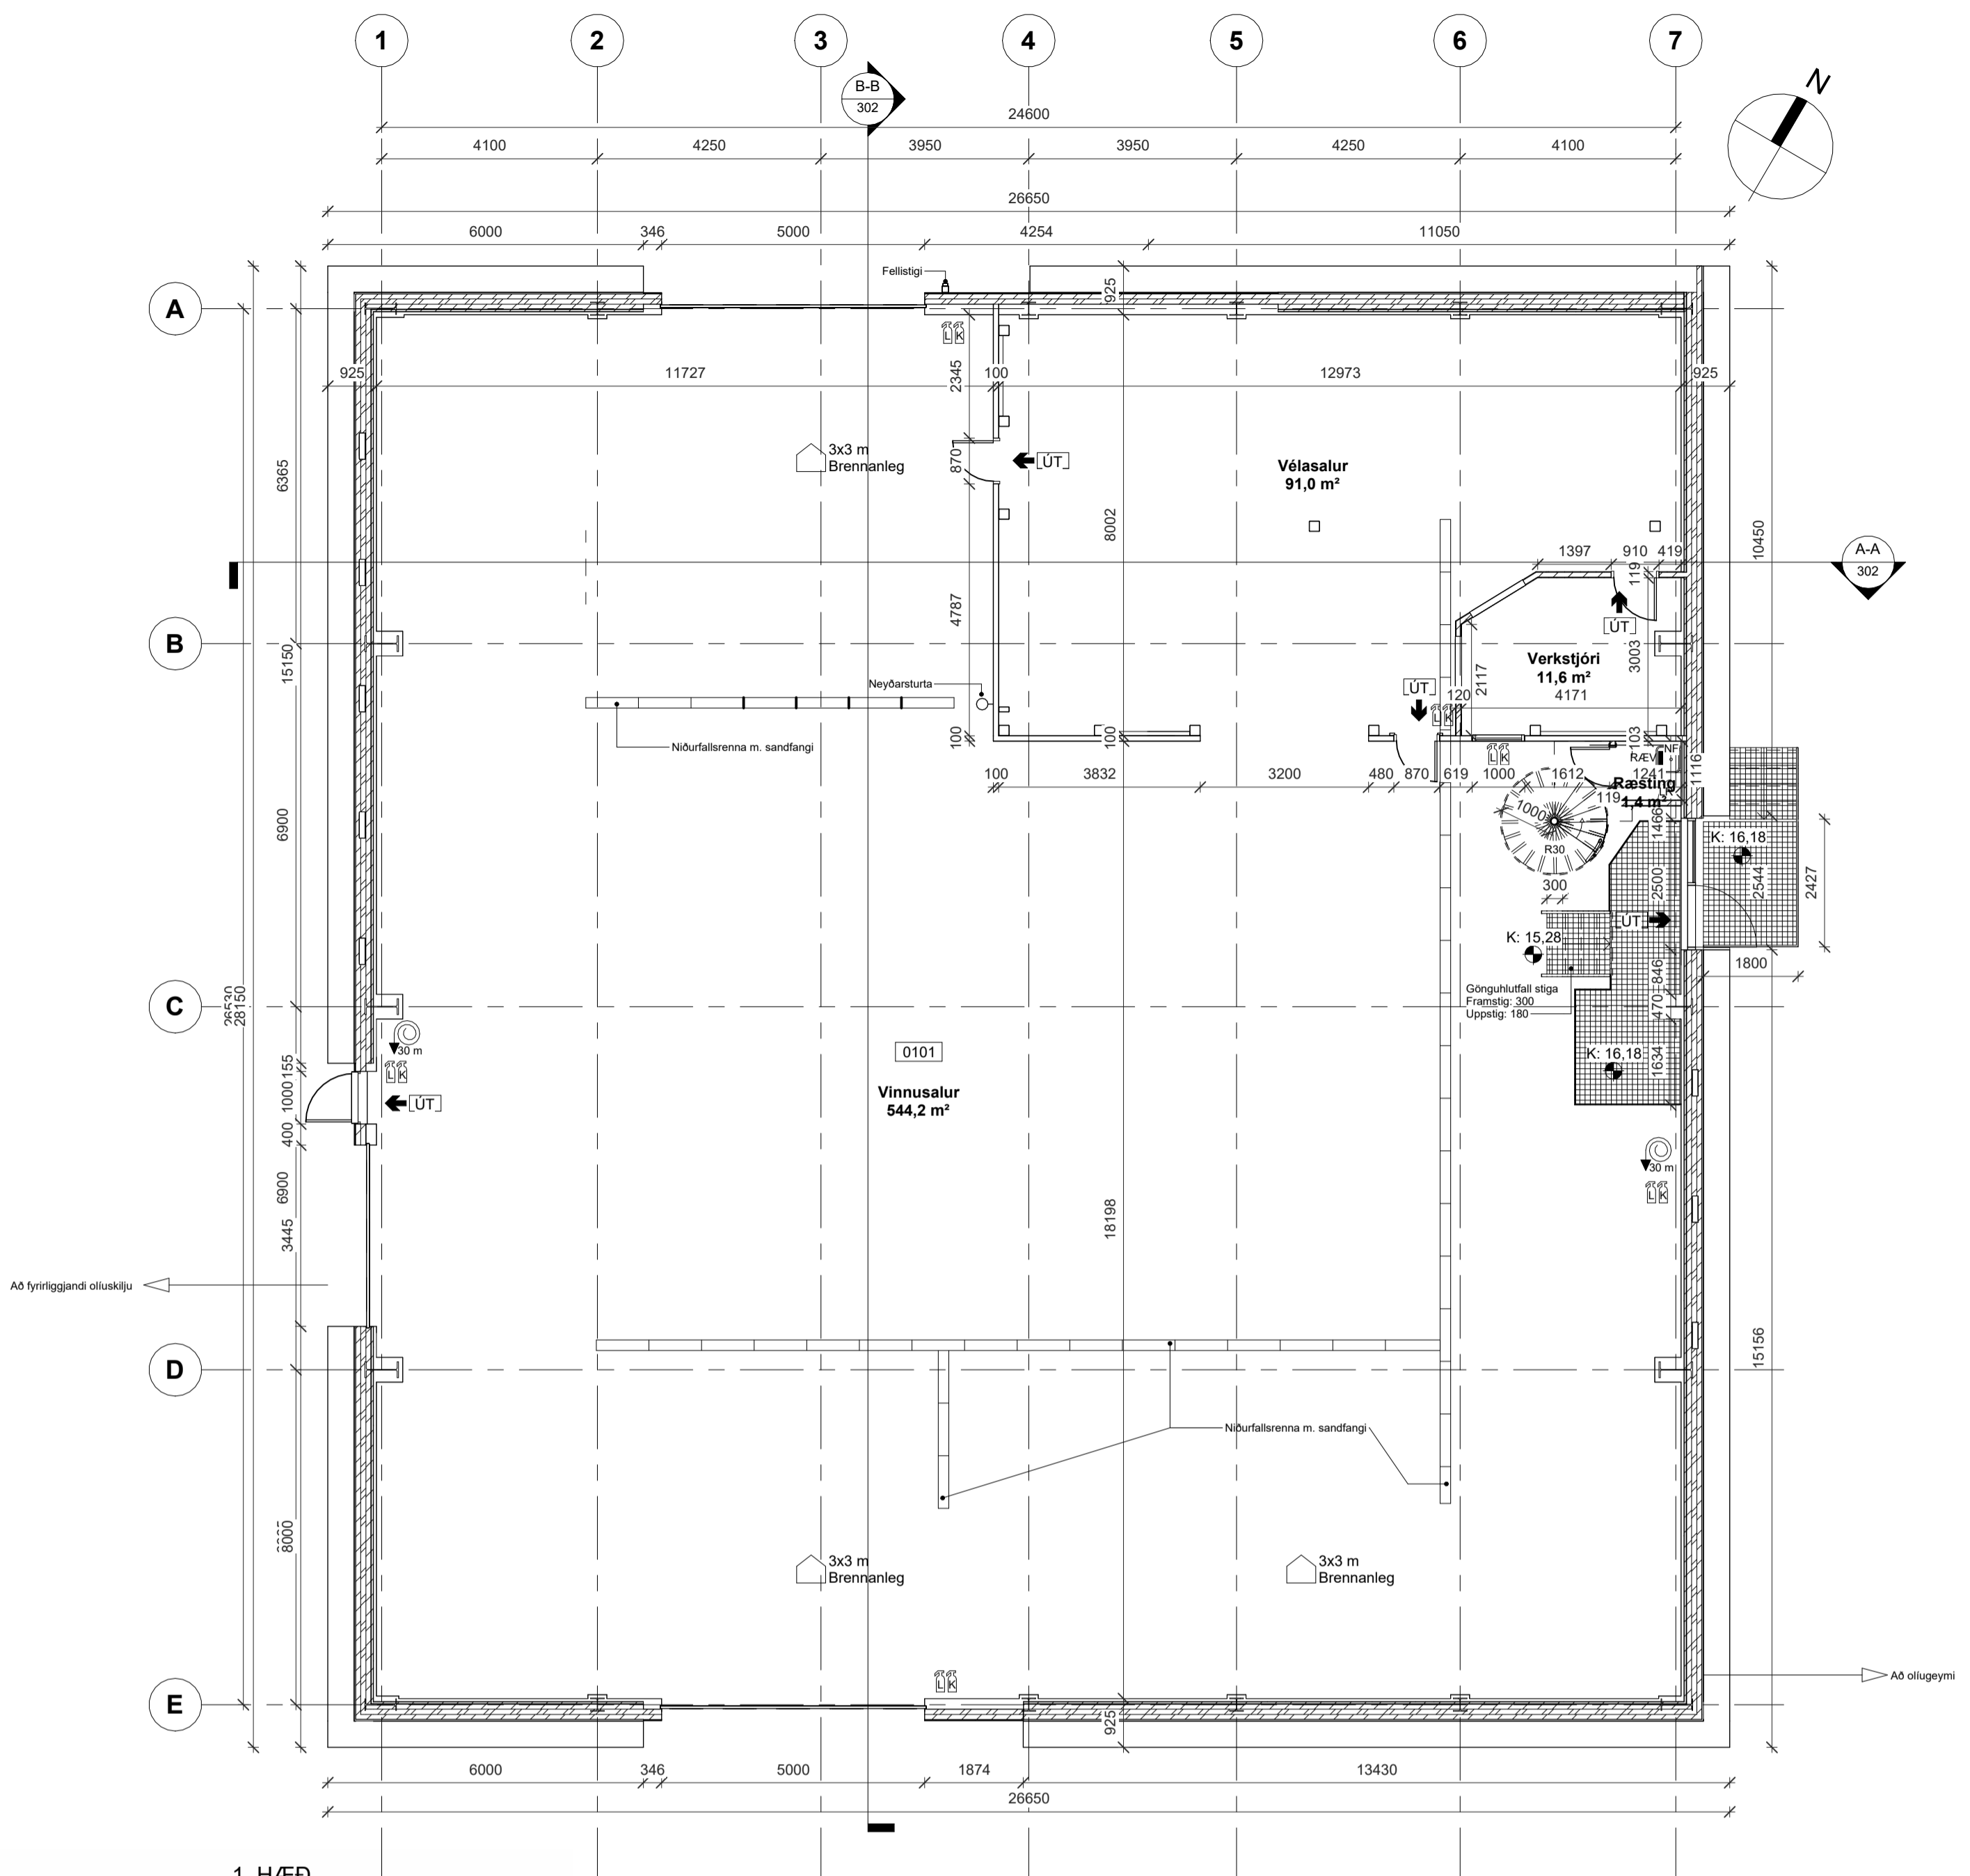 1 2 3 4 5 6 7
B-B
302
N
24600
4100 4250 3950 3950 4250 4100
26650
6000 346 5000 4254 11050
Fellistigi
A
925
L K
925 11727 2345 100 12973 925
6365
3x3 m
Brennanleg
870
ÚT
Vélasalur
91,0 m²
8002
10450
A-A
302
1397 910 419
119
4787
ÚT
B
15150
3003
Verkstjóri
11,6 m²
4171
2117
120
ÚT
L K
Neyðarsturta
Niðurfallsrenna m. sandfangi
100 100
103
L K
NF
RÆV
1116
100 3832 3200 480 870 619 1000 1612 1241
Ræsting
1,4 m²
119
1000
R30
1466
6900
K: 16,18
300
2500
2544
2427
ÚT
K: 15,28
846
1800
Gönguhlutfall stiga
Framstig: 300
Uppstig: 180
470
C
26530
28150
30 m
L K
155
1000
400
ÚT
0101
Vinnusalur
544,2 m²
K: 16,18
1634
30 m
L K
6900
3445
18198
Að fyrirliggjandi olíuskilju
15156
D
Niðurfallsrenna m. sandfangi
8000
3x3 m
Brennanleg
3x3 m
Brennanleg
L K
Að olíugeymi
E
925
6000 346 5000 1874 13430
26650
1. HÆÐ